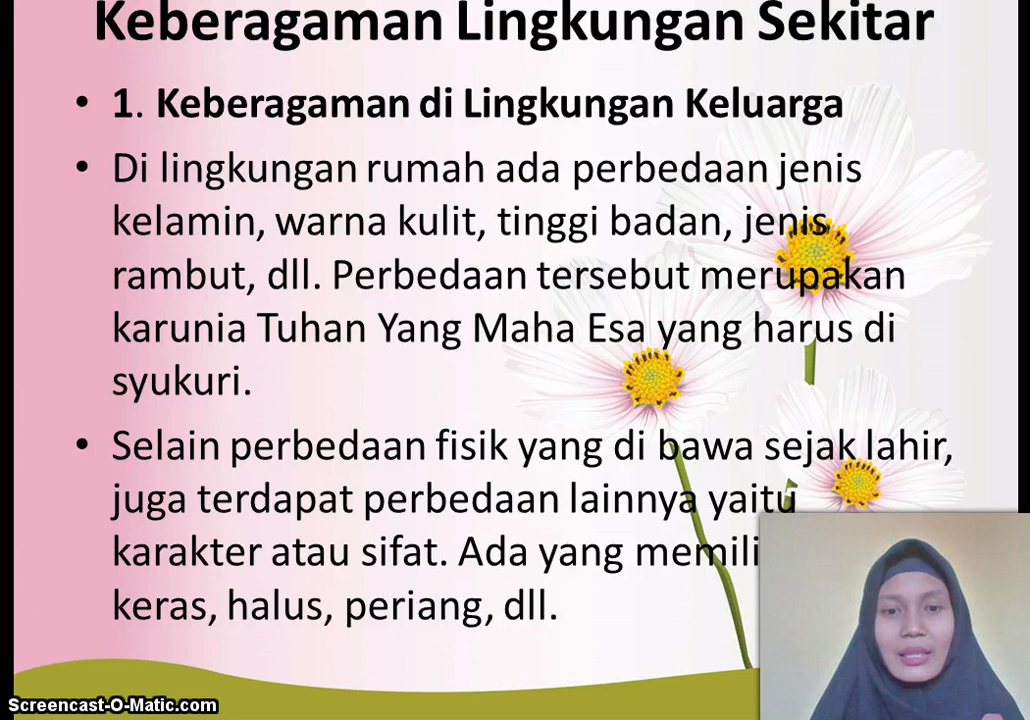 Keberagaman Lingkungan Sekitar
• 1. Keberagaman di Lingkungan Keluarga
• Di lingkungan rumah ada perbedaan jenis
kelamin, warna kulit, tinggi badan, jenis
rambut, dll. Perbedaan tersebut merupakan
karunia Tuhan Yang Maha Esa yang harus di
syukuri.
• Selain perbedaan fisik yang di bawa sejak lahir,
juga terdapat perbedaan lainnya yaitu
karakter atau sifat. Ada yang memili
keras, halus, periang, dll.
Screencast-O-Matic.com